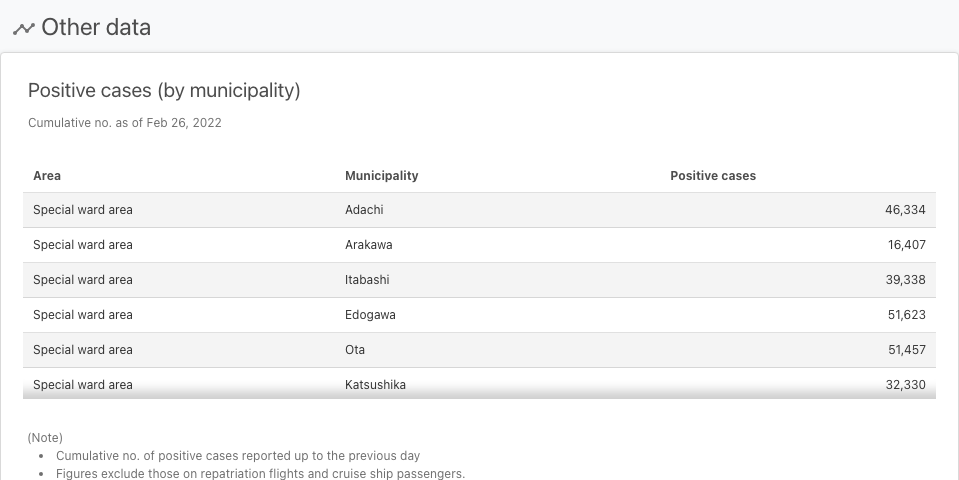 Other data
Positive cases (by municipality)
Cumulative no. as of Feb 26, 2022
Area Municipality Positive cases
Special ward area Adachi 46,334
Special ward area Arakawa 16,407
Special ward area Itabashi 39,338
Special ward area Edogawa 51,623
Special ward area Ota 51,457
Special ward area Katsushika 32,330
(Note)
• Cumulative no. of positive cases reported up to the previous day
• Figures exclude those on repatriation flights and cruise ship passengers.